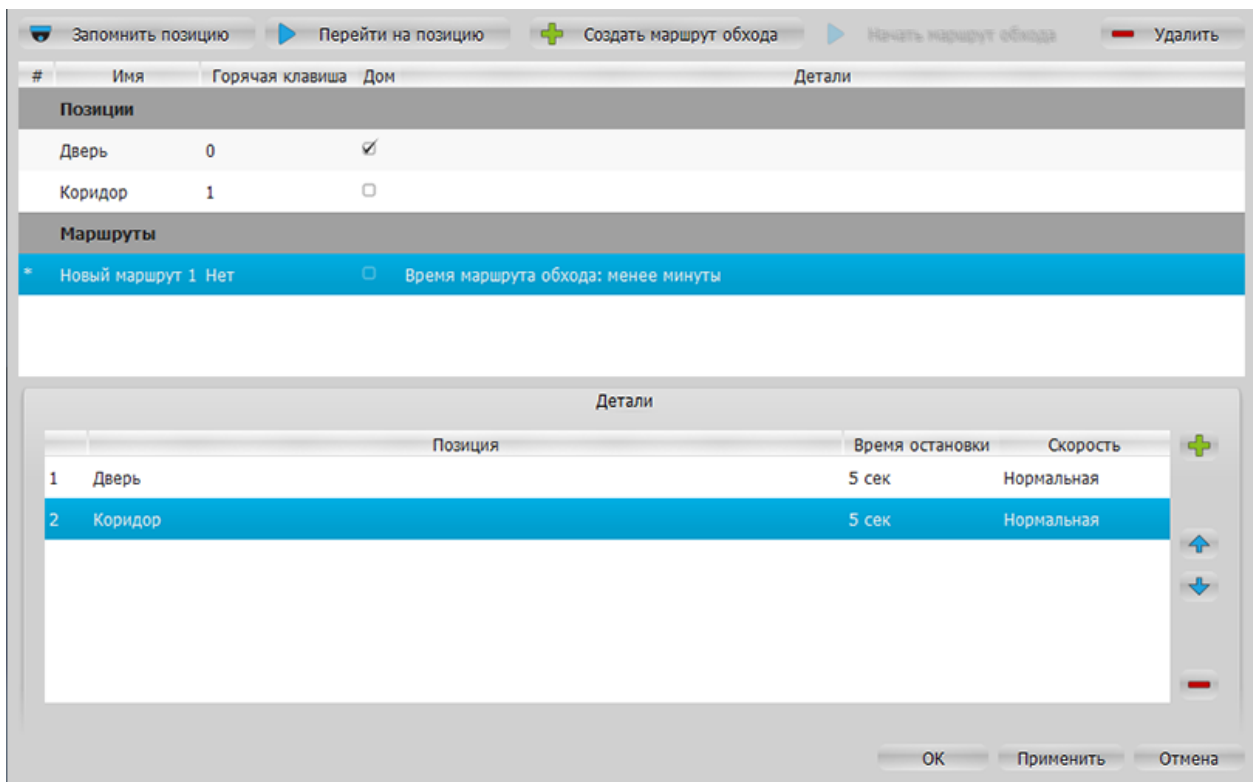 Запомнить позицию Перейти на позицию Создать маршрут обхода Начать маршрут обхода Удалить
# Имя Горячая клавиша Дом Детали
Позиции
Дверь 0
Коридор 1
Маршруты
* Новый маршрут 1 Нет Время маршрута обхода: менее минуты
Детали
Позиция Время остановки Скорость
1 Дверь 5 сек Нормальная
2 Коридор 5 сек Нормальная
ОК Применить Отмена